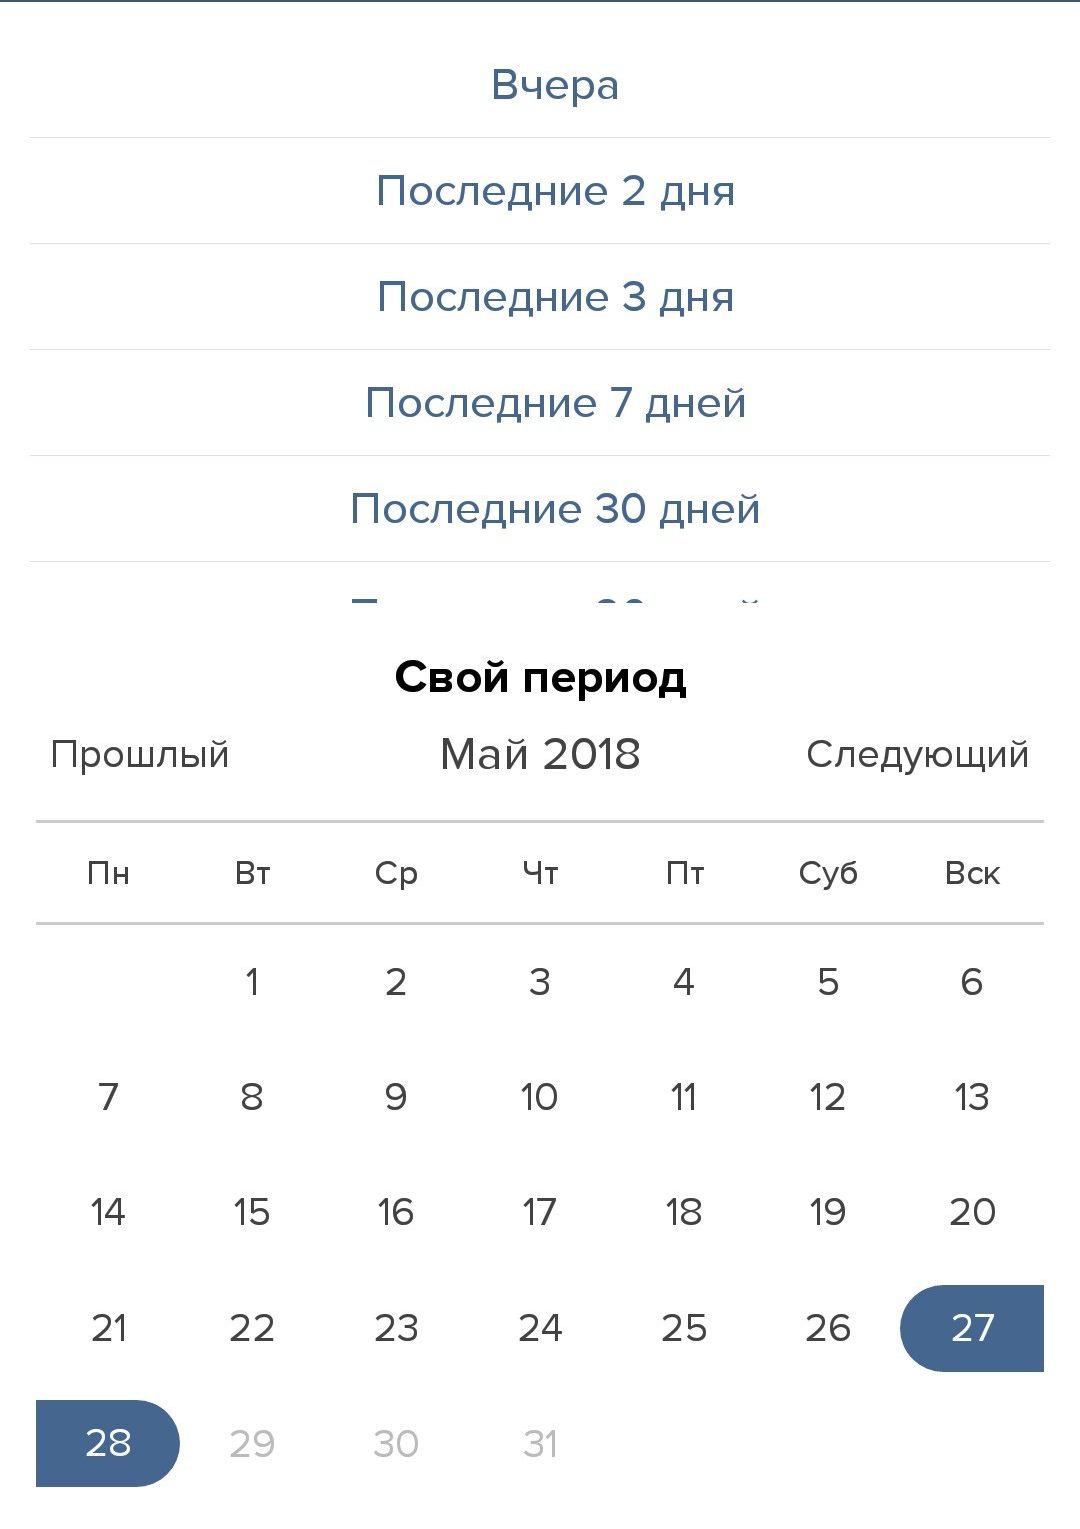 Вчера
Последние 2 дня
Последние 3 дня
Последние 7 дней
Последние 30 дней
Свой период
Прошлый Май 2018 Следующий
Пн Вт Ср Чт Пт Суб Вск
1 2 3 4 5 6
7 8 9 10 11 12 13
14 15 16 17 18 19 20
21 22 23 24 25 26 27
28 29 30 31